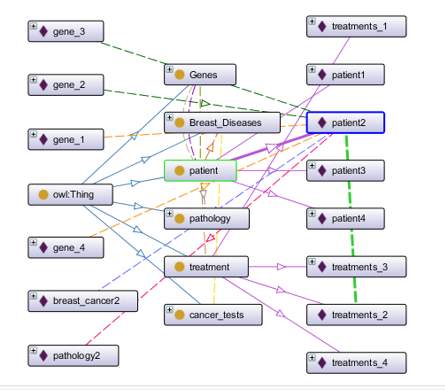 gene_3
gene_2
gene_1
owl:Thing
gene_4
breast_cancer2
pathology2
Genes
Breast_Diseases
patient
pathology
treatment
cancer_tests
treatments_1
patient1
patient2
patient3
patient4
treatments_3
treatments_2
treatments_4